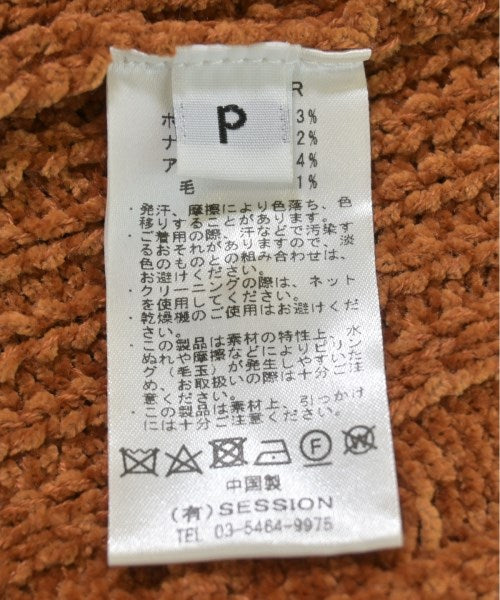 P
R
ポ 3%
ナ 2%
ア 4%
毛 1%
・発汗、摩擦により色落ち、色
移りすることがあります。
・ご着用の際、汗などで汚染す
るおそれがありますので、淡
色のものとの組み合わせは、
お避けください。
・クリーニングの際は、ネット
を使用してください。
・乾燥機のご使用はお避けくだ
さい。
・この製品は素材の特性上、水
ぬれや摩擦などによりピリン
グ(毛玉)が発生しやすいた
め、お取扱いの際は十分ご注
意ください。
・この製品は素材上、引っかけ
には十分ご注意ください。
F W
中国製
(有)SESSION
TEL 03-5464-9975